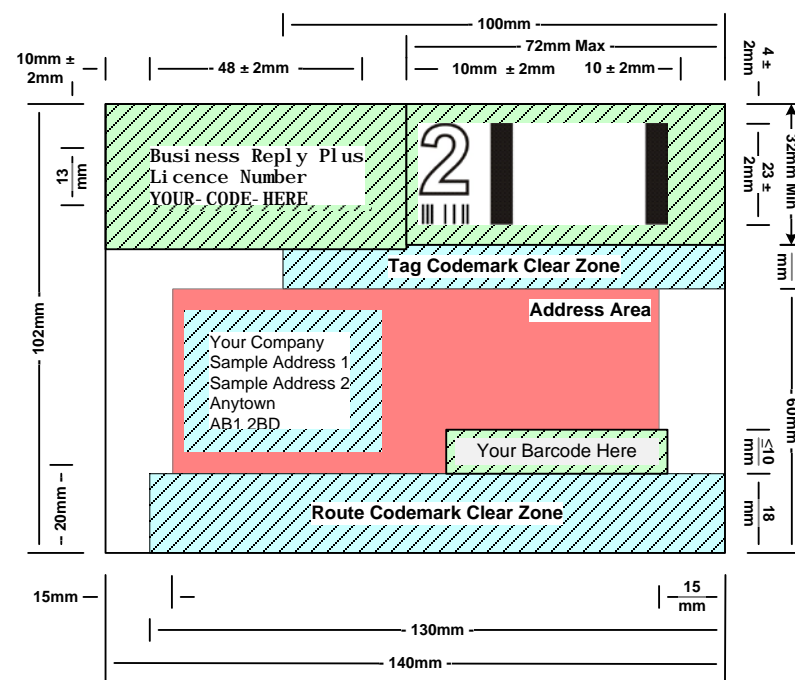 100mm
72mm Max
10mm ±
2mm
48 ± 2mm
10mm ± 2mm
10 ± 2mm
4 ±
2mm
Business Reply Plus
Licence Number
YOUR-CODE-HERE
2
13
mm
23 ±
2mm
32mm Min
Tag Codemark Clear Zone
mm
Address Area
102mm
Your Company
Sample Address 1
Sample Address 2
Anytown
AB1 2BD
60mm
Your Barcode Here
≤10
mm
20mm
Route Codemark Clear Zone
18
mm
15mm
15
mm
130mm
140mm